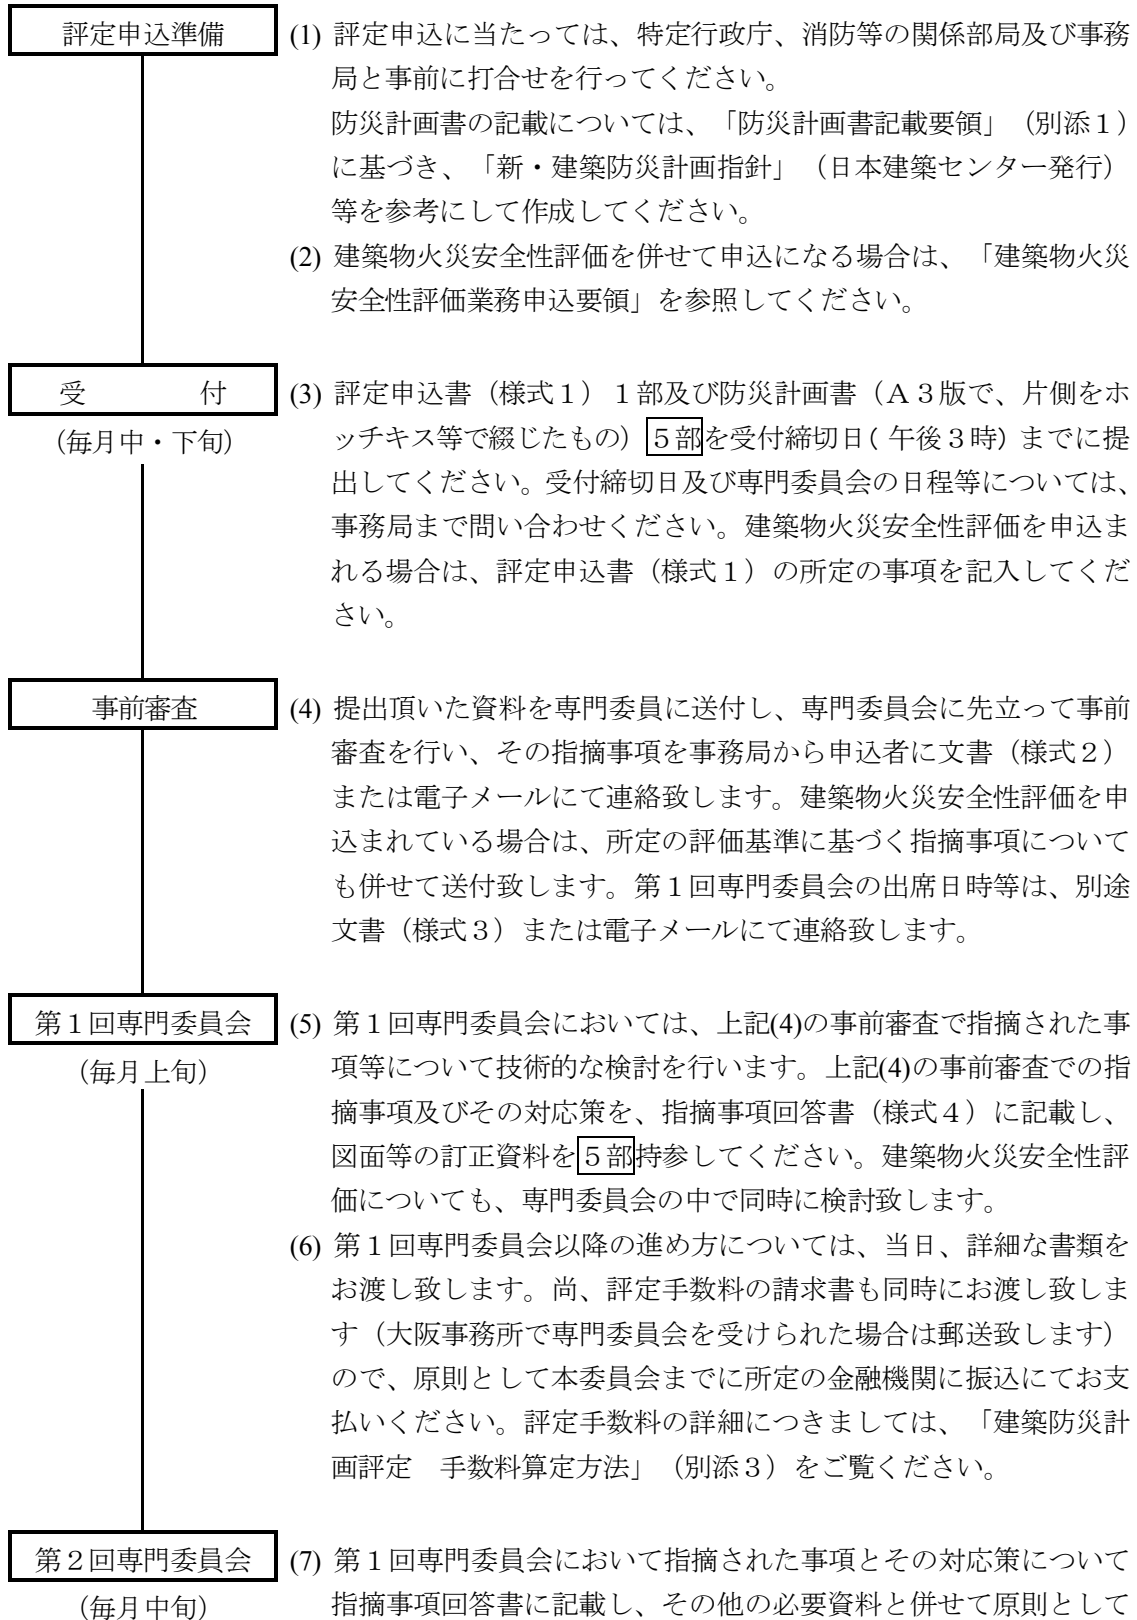 評定申込準備
(1) 評定申込に当たっては、特定行政庁、消防等の関係部局及び事務
局と事前に打合せを行ってください。
防災計画書の記載については、「防災計画書記載要領」（別添１）
に基づき、「新・建築防災計画指針」（日本建築センター発行）
等を参考にして作成してください。
(2) 建築物火災安全性評価を併せて申込になる場合は、「建築物火災
安全性評価業務申込要領」を参照してください。
受　　　　付
（毎月中・下旬）
(3) 評定申込書（様式１）１部及び防災計画書（Ａ３版で、片側をホ
ッチキス等で綴じたもの）５部を受付締切日(午後３時)までに提
出してください。受付締切日及び専門委員会の日程等については、
事務局まで問い合わせください。建築物火災安全性評価を申込ま
れる場合は、評定申込書（様式１）の所定の事項を記入してくだ
さい。
事前審査
(4) 提出頂いた資料を専門委員に送付し、専門委員会に先立って事前
審査を行い、その指摘事項を事務局から申込者に文書（様式２）
または電子メールにて連絡致します。建築物火災安全性評価を申
込まれている場合は、所定の評価基準に基づく指摘事項について
も併せて送付致します。第１回専門委員会の出席日時等は、別途
文書（様式３）または電子メールにて連絡致します。
第１回専門委員会
（毎月上旬）
(5) 第１回専門委員会においては、上記(4)の事前審査で指摘された事
項等について技術的な検討を行います。上記(4)の事前審査での指
摘事項及びその対応策を、指摘事項回答書（様式４）に記載し、
図面等の訂正資料を５部持参してください。建築物火災安全性評
価についても、専門委員会の中で同時に検討致します。
(6) 第１回専門委員会以降の進め方については、当日、詳細な書類を
お渡し致します。尚、評定手数料の請求書も同時にお渡し致しま
す（大阪事務所で専門委員会を受けられた場合は郵送致します）
ので、原則として本委員会までに所定の金融機関に振込にてお支
払いください。評定手数料の詳細につきましては、「建築防災計
画評定　手数料算定方法」（別添３）をご覧ください。
第２回専門委員会
（毎月中旬）
(7) 第１回専門委員会において指摘された事項とその対応策について
指摘事項回答書に記載し、その他の必要資料と併せて原則として